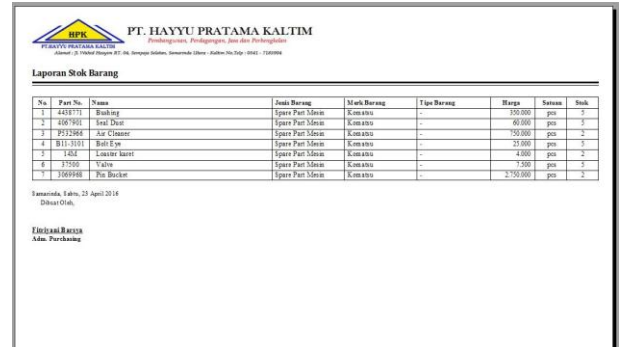 HPK
PT. HAYYU PRATAMA KALTIM
PT.HAYYU PRATAMA KALTIM
Pembangunan, Perdagangan, Jasa dan Perbengkelan
Laporan Stok Barang
No. Part No. Nama Jenis Barang Merk Barang Tipe Barang Harga Satuan Stok
1 4438771 Bushing Spare Part Mesin Komatsu - 350.000 pcs 5
2 4067901 Seal Dust Spare Part Mesin Komatsu - 60.000 pcs 5
3 P532966 Air Cleaner Spare Part Mesin Komatsu - 750.000 pcs 2
4 B11-3101 Bolt Eye Spare Part Mesin Komatsu - 25.000 pcs 5
5 14M Spare Part Mesin Komatsu - 4.000 pcs 2
6 37500 Valve Spare Part Mesin Komatsu - 7.500 pcs 5
7 3069968 Pin Bucket Spare Part Mesin Komatsu - 2.750.000 pcs 2
Samarinda, Sabtu, 23 April 2016
Dibuat Oleh,
Adm. Purchasing